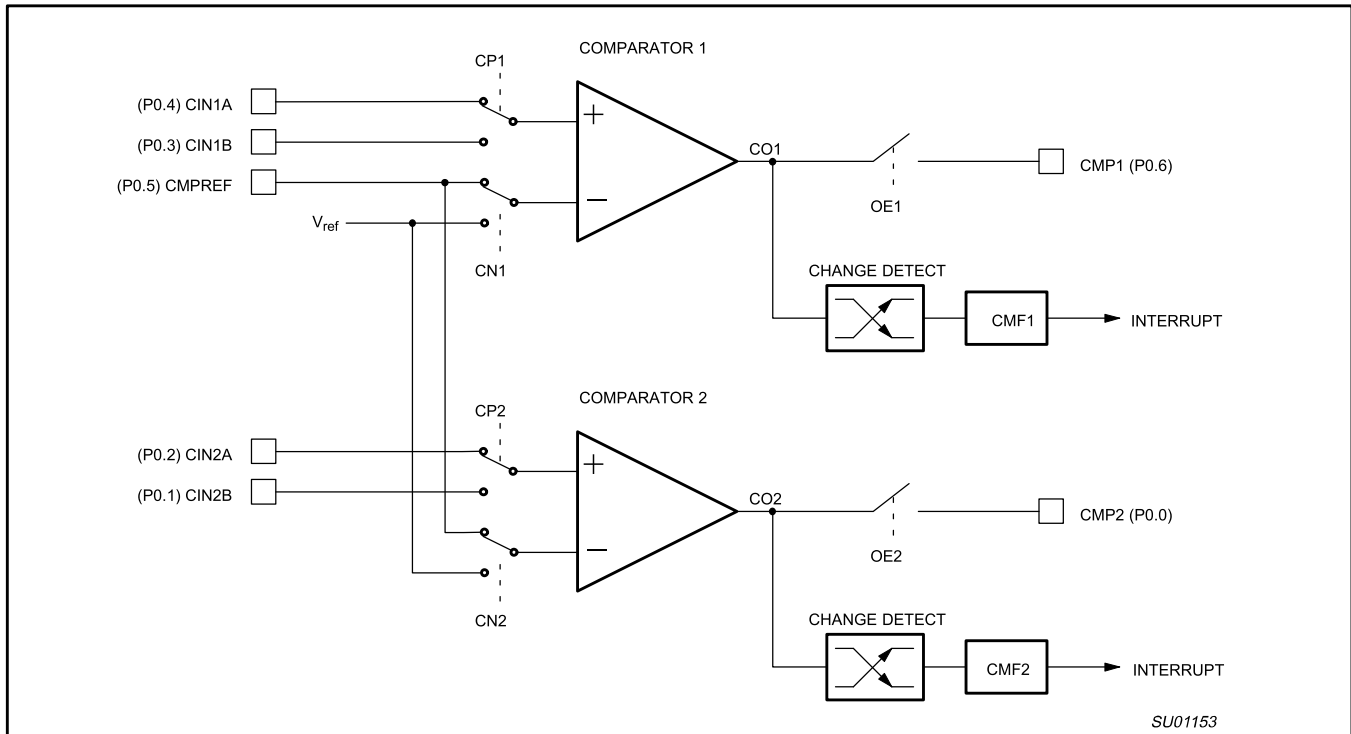 COMPARATOR 1
CP1
(P0.4) CIN1A
+
(P0.3) CIN1B
CO1
CMP1 (P0.6)
(P0.5) CMPREF
−
OE1
Vref
CN1
CHANGE DETECT
CMF1
INTERRUPT
COMPARATOR 2
CP2
(P0.2) CIN2A
+
(P0.1) CIN2B
CO2
CMP2 (P0.0)
−
OE2
CN2
CHANGE DETECT
CMF2
INTERRUPT
SU01153